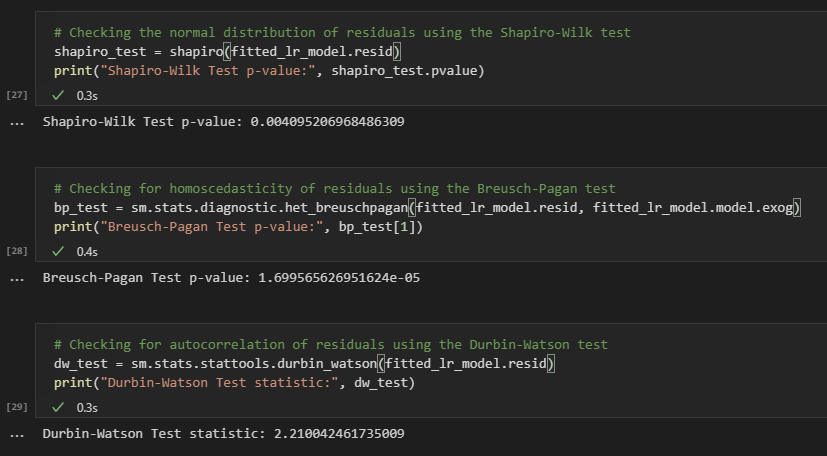 # Checking the normal distribution of residuals using the Shapiro-Wilk test
shapiro_test = shapiro(fitted_lr_model.resid)
print("Shapiro-Wilk Test p-value:", shapiro_test.pvalue)
[27] ✓ 0.3s
... Shapiro-Wilk Test p-value: 0.004095206968486309
# Checking for homoscedasticity of residuals using the Breusch-Pagan test
bp_test = sm.stats.diagnostic.het_breuschpagan(fitted_lr_model.resid, fitted_lr_model.model.exog)
print("Breusch-Pagan Test p-value:", bp_test[1])
[28] ✓ 0.4s
... Breusch-Pagan Test p-value: 1.699565626951624e-05
# Checking for autocorrelation of residuals using the Durbin-Watson test
dw_test = sm.stats.stattools.durbin_watson(fitted_lr_model.resid)
print("Durbin-Watson Test statistic:", dw_test)
[29] ✓ 0.3s
... Durbin-Watson Test statistic: 2.210042461735009